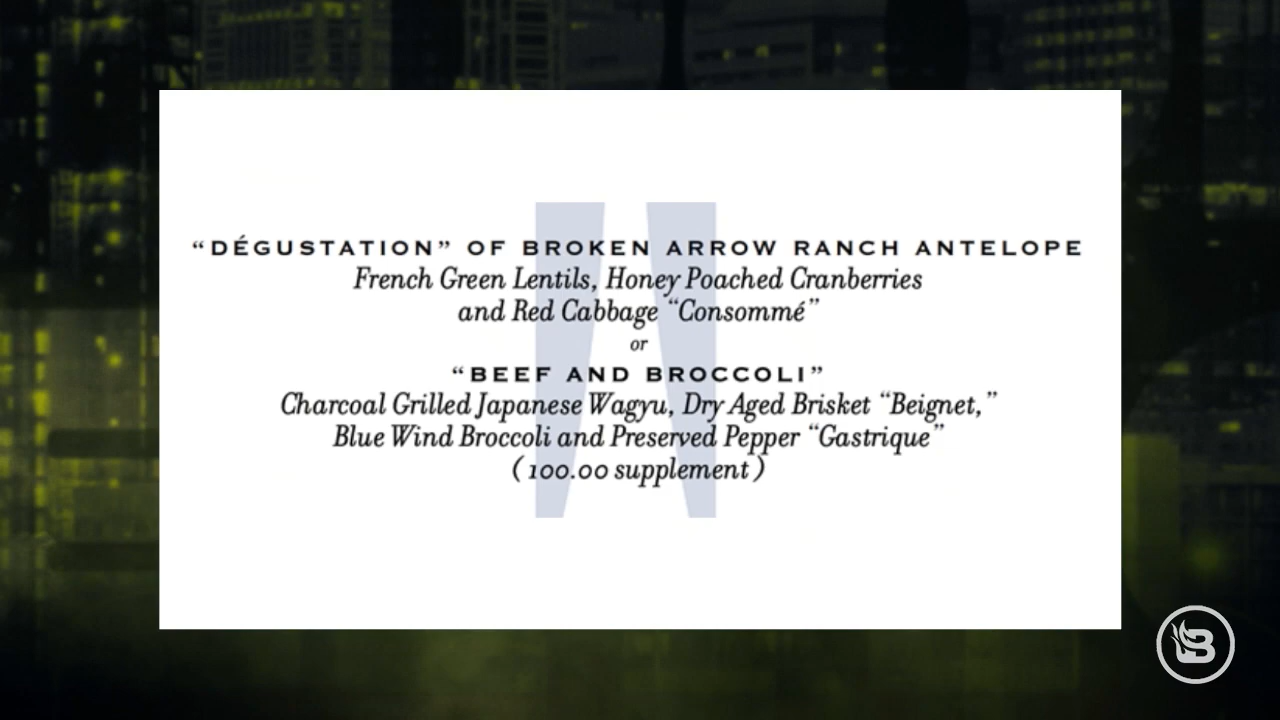 “DÉGUSTATION” OF BROKEN ARROW RANCH ANTELOPE
French Green Lentils, Honey Poached Cranberries
and Red Cabbage “Consommé”
or
“BEEF AND BROCCOLI”
Charcoal Grilled Japanese Wagyu, Dry Aged Brisket “Beignet,”
Blue Wind Broccoli and Preserved Pepper “Gastrique”
(100.00 supplement)
B